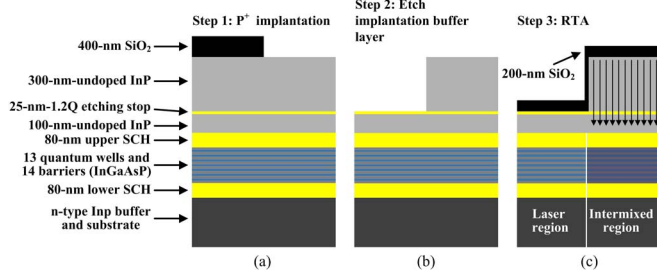 Step 1: P+ implantation
Step 2: Etch
implantation buffer
layer
Step 3: RTA
400-nm SiO2
200-nm SiO2
300-nm-undoped InP
25-nm-1.2Q etching stop
100-nm-undoped InP
80-nm upper SCH
13 quantum wells and
14 barriers (InGaAsP)
80-nm lower SCH
n-type Inp buffer
and substrate
Laser
region
Intermixed
region
(a)
(b)
(c)